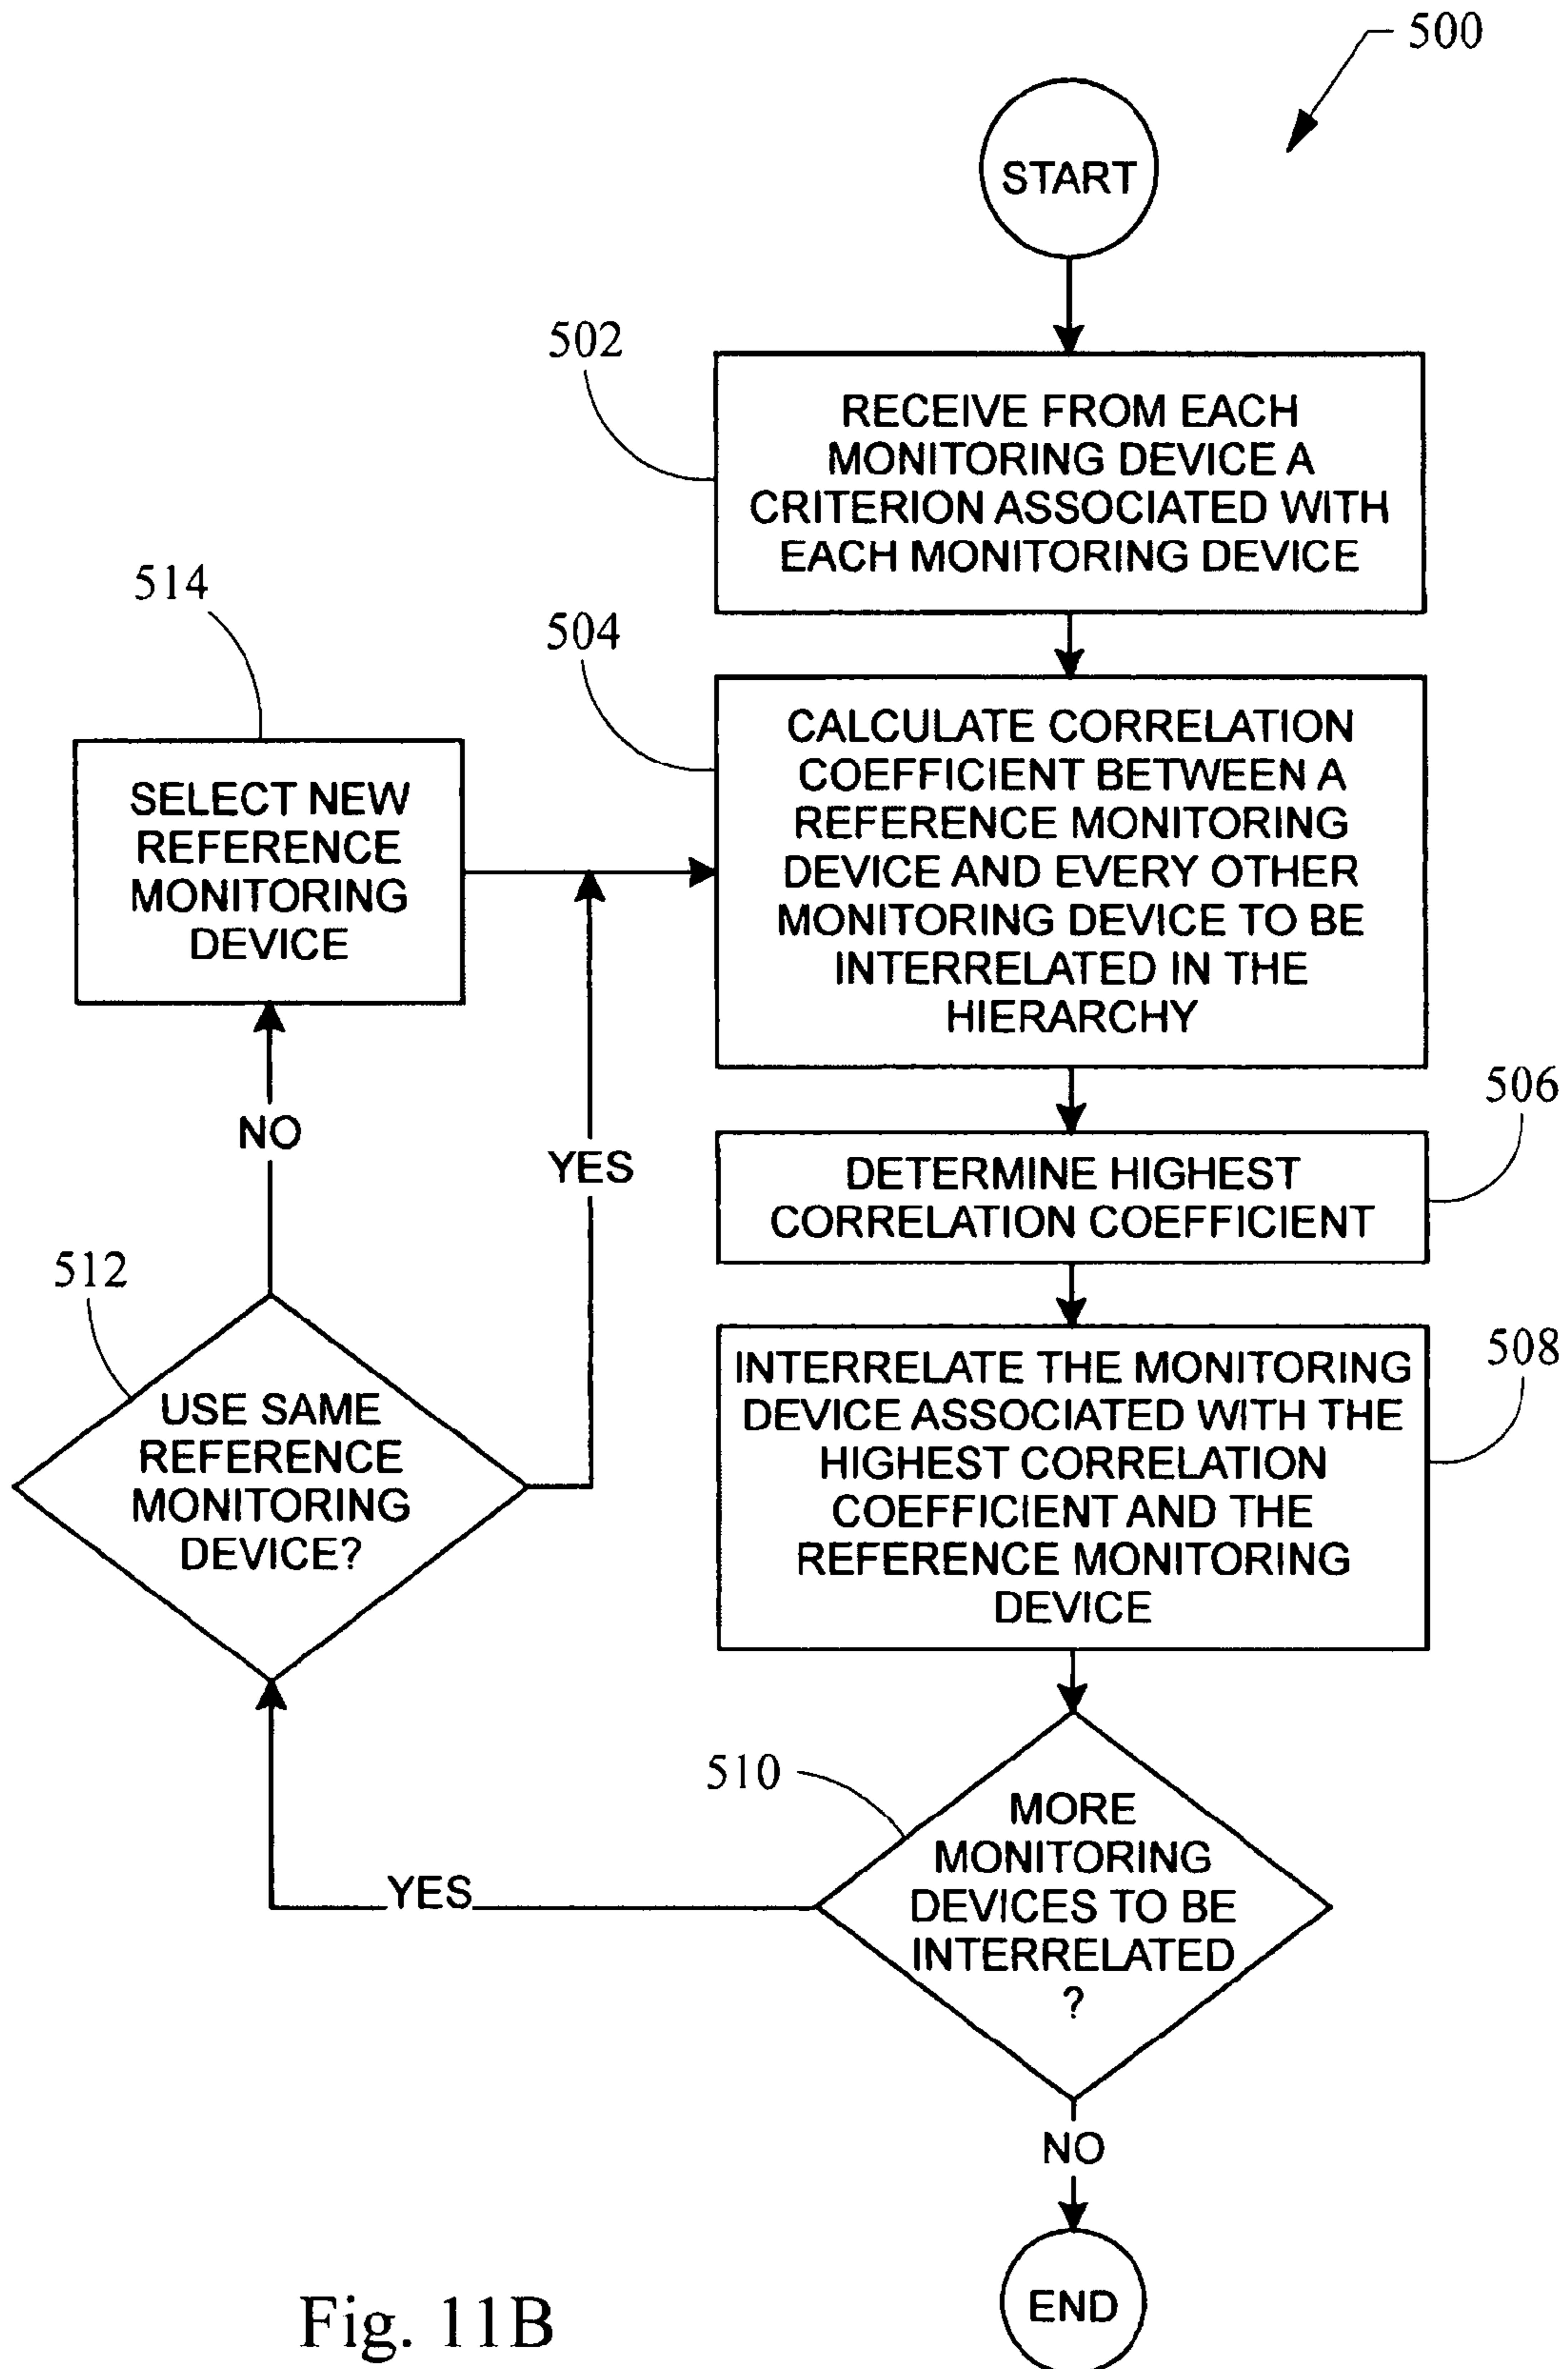 500
START
502
RECEIVE FROM EACH
MONITORING DEVICE A
CRITERION ASSOCIATED WITH
EACH MONITORING DEVICE
514
504
SELECT NEW
REFERENCE
MONITORING
DEVICE
CALCULATE CORRELATION
COEFFICIENT BETWEEN A
REFERENCE MONITORING
DEVICE AND EVERY OTHER
MONITORING DEVICE TO BE
INTERRELATED IN THE
HIERARCHY
506
NO
YES
DETERMINE HIGHEST
CORRELATION COEFFICIENT
512
508
USE SAME
REFERENCE
MONITORING
DEVICE?
INTERRELATE THE MONITORING
DEVICE ASSOCIATED WITH THE
HIGHEST CORRELATION
COEFFICIENT AND THE
REFERENCE MONITORING
DEVICE
510
MORE
MONITORING
DEVICES TO BE
INTERRELATED
?
YES
NO
END
Fig. 11B